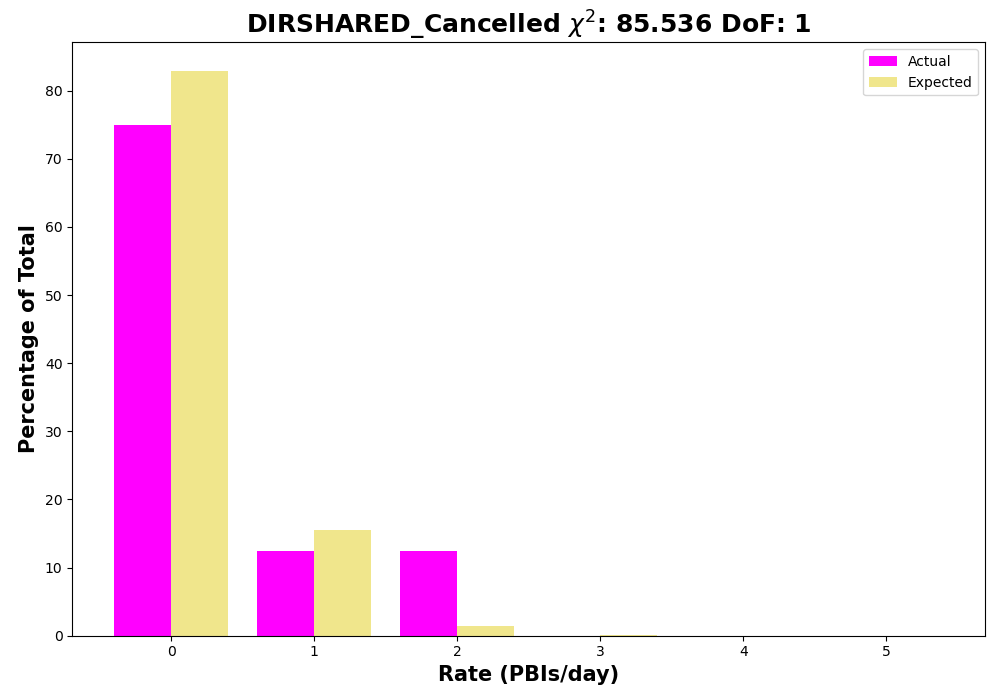 DIRSHARED_Cancelled χ²: 85.536 DoF: 1
Actual
Expected
Percentage of Total
80
70
60
50
40
30
20
10
0
0 1 2 3 4 5
Rate (PBIs/day)